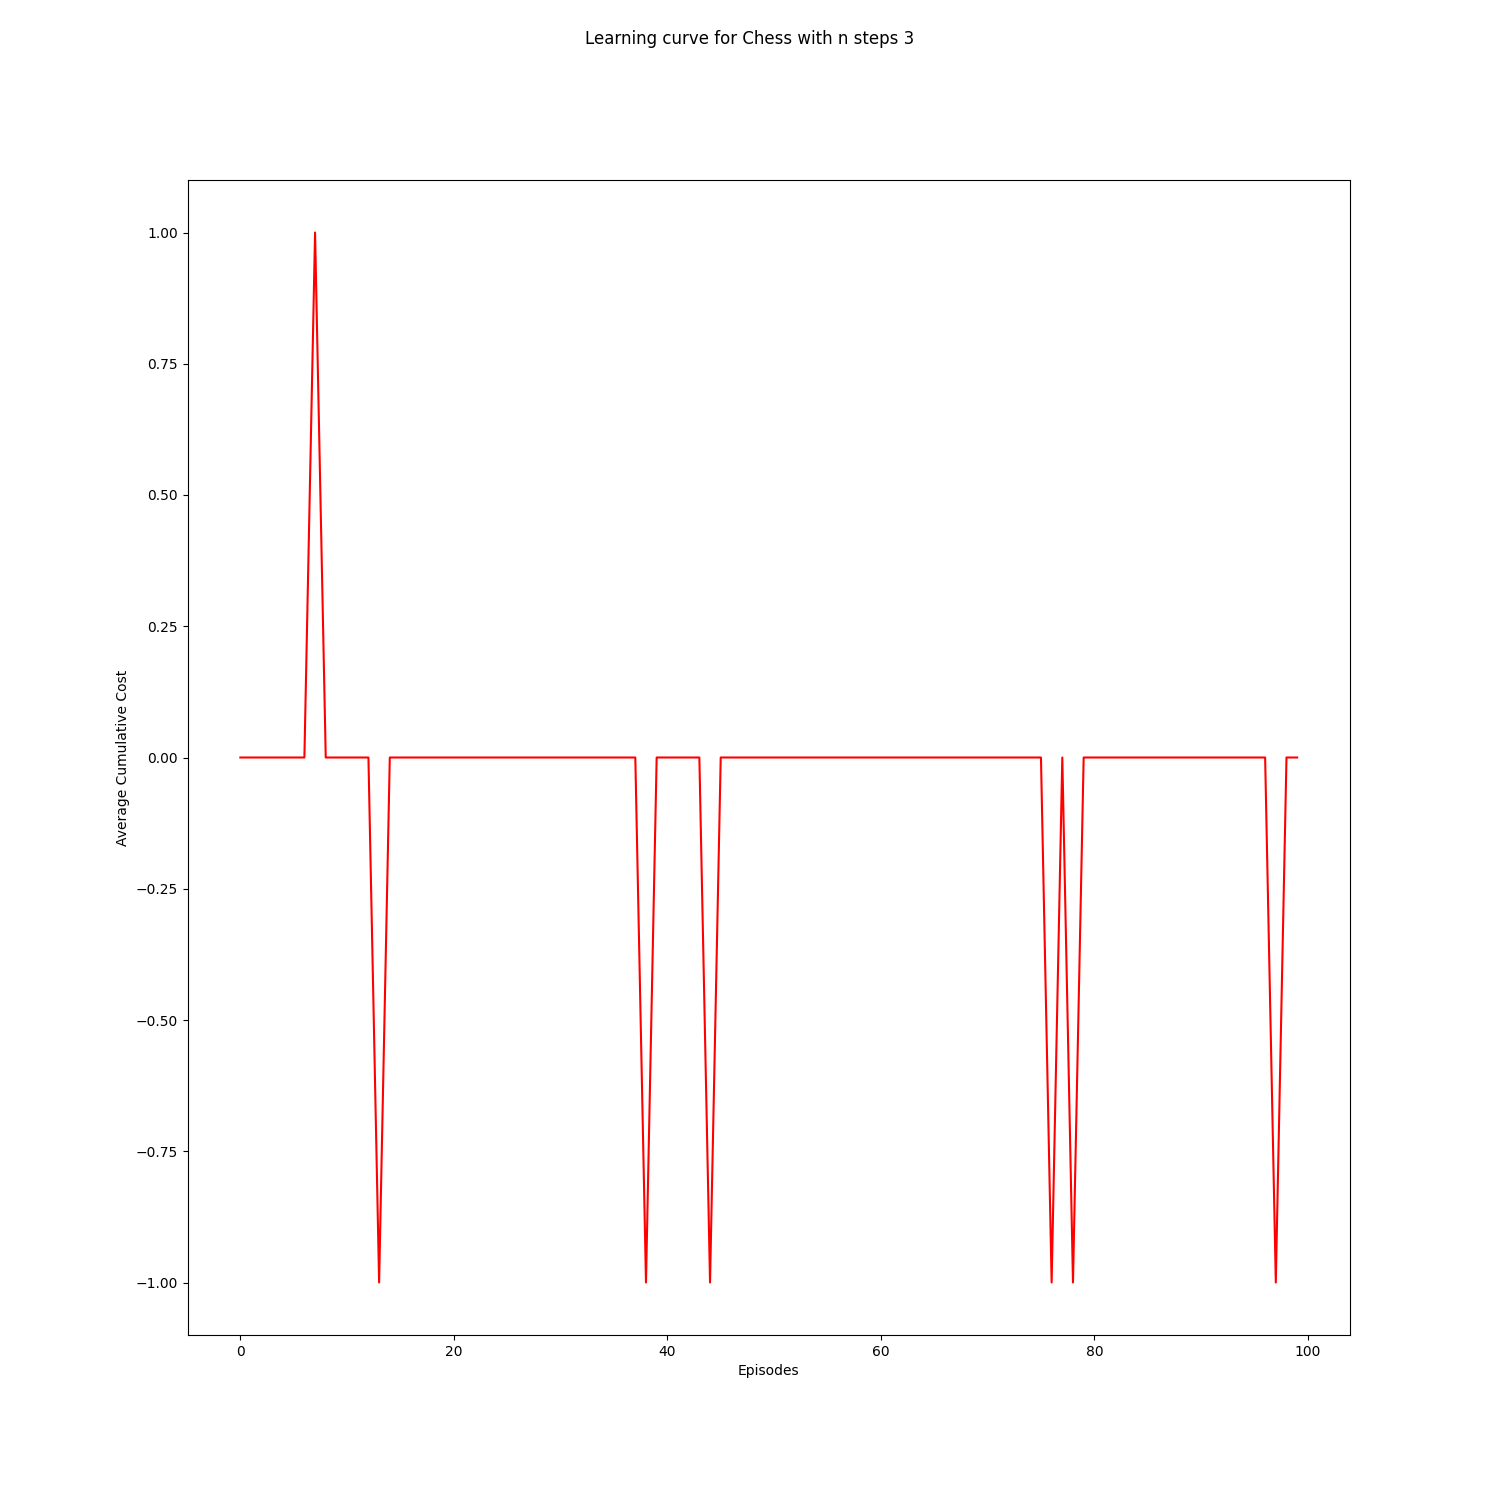 Learning curve for Chess with n steps 3
1.00
0.75
0.50
0.25
0.00
−0.25
−0.50
−0.75
−1.00
Average Cumulative Cost
0 20 40 60 80 100
Episodes